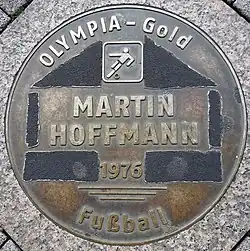 OLYMPIA-Gold
MARTIN
HOFFMANN
1976
Fußball